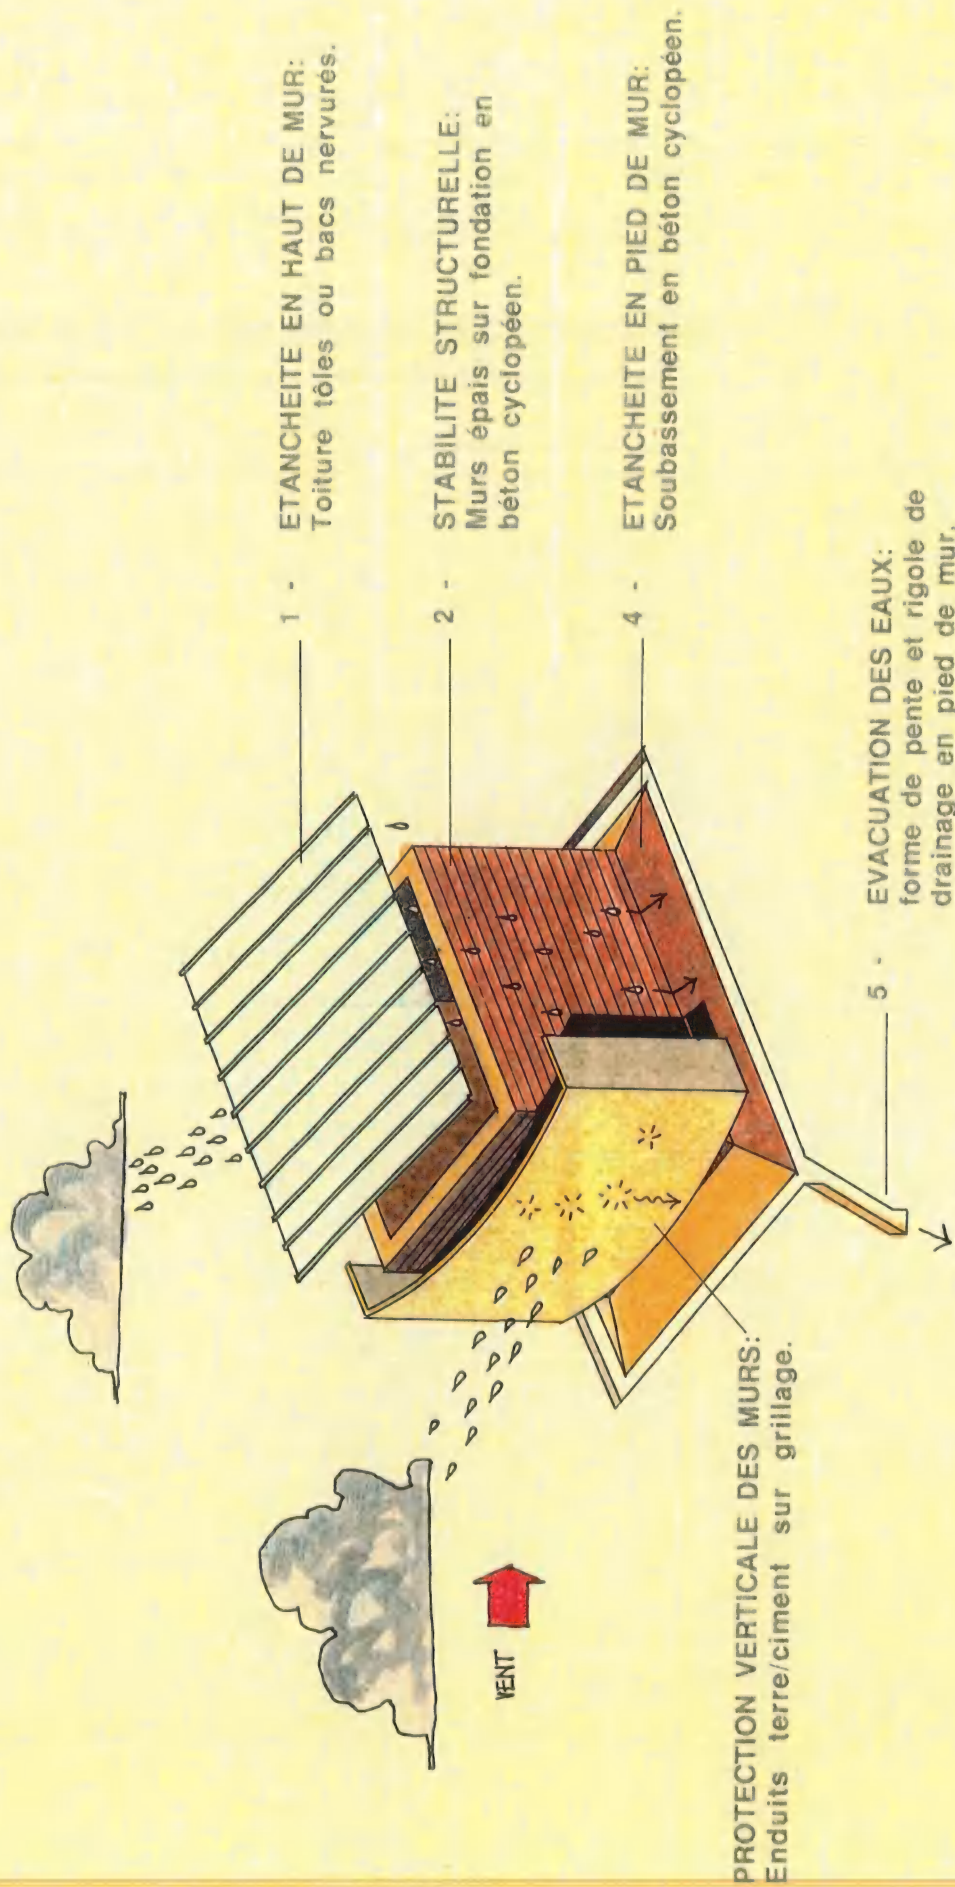 1 - ETANCHEITE EN HAUT DE MUR:
Toiture tôles ou bacs nervurés.
2 - STABILITE STRUCTURELLE:
Murs épais sur fondation en
béton cyclopéen.
4 - ETANCHEITE EN PIED DE MUR:
Soubassement en béton cyclopéen.
5 - EVACUATION DES EAUX:
forme de pente et rigole de
drainage en pied de mur.
VENT
PROTECTION VERTICALE DES MURS:
Enduits terre/ciment sur grillage.